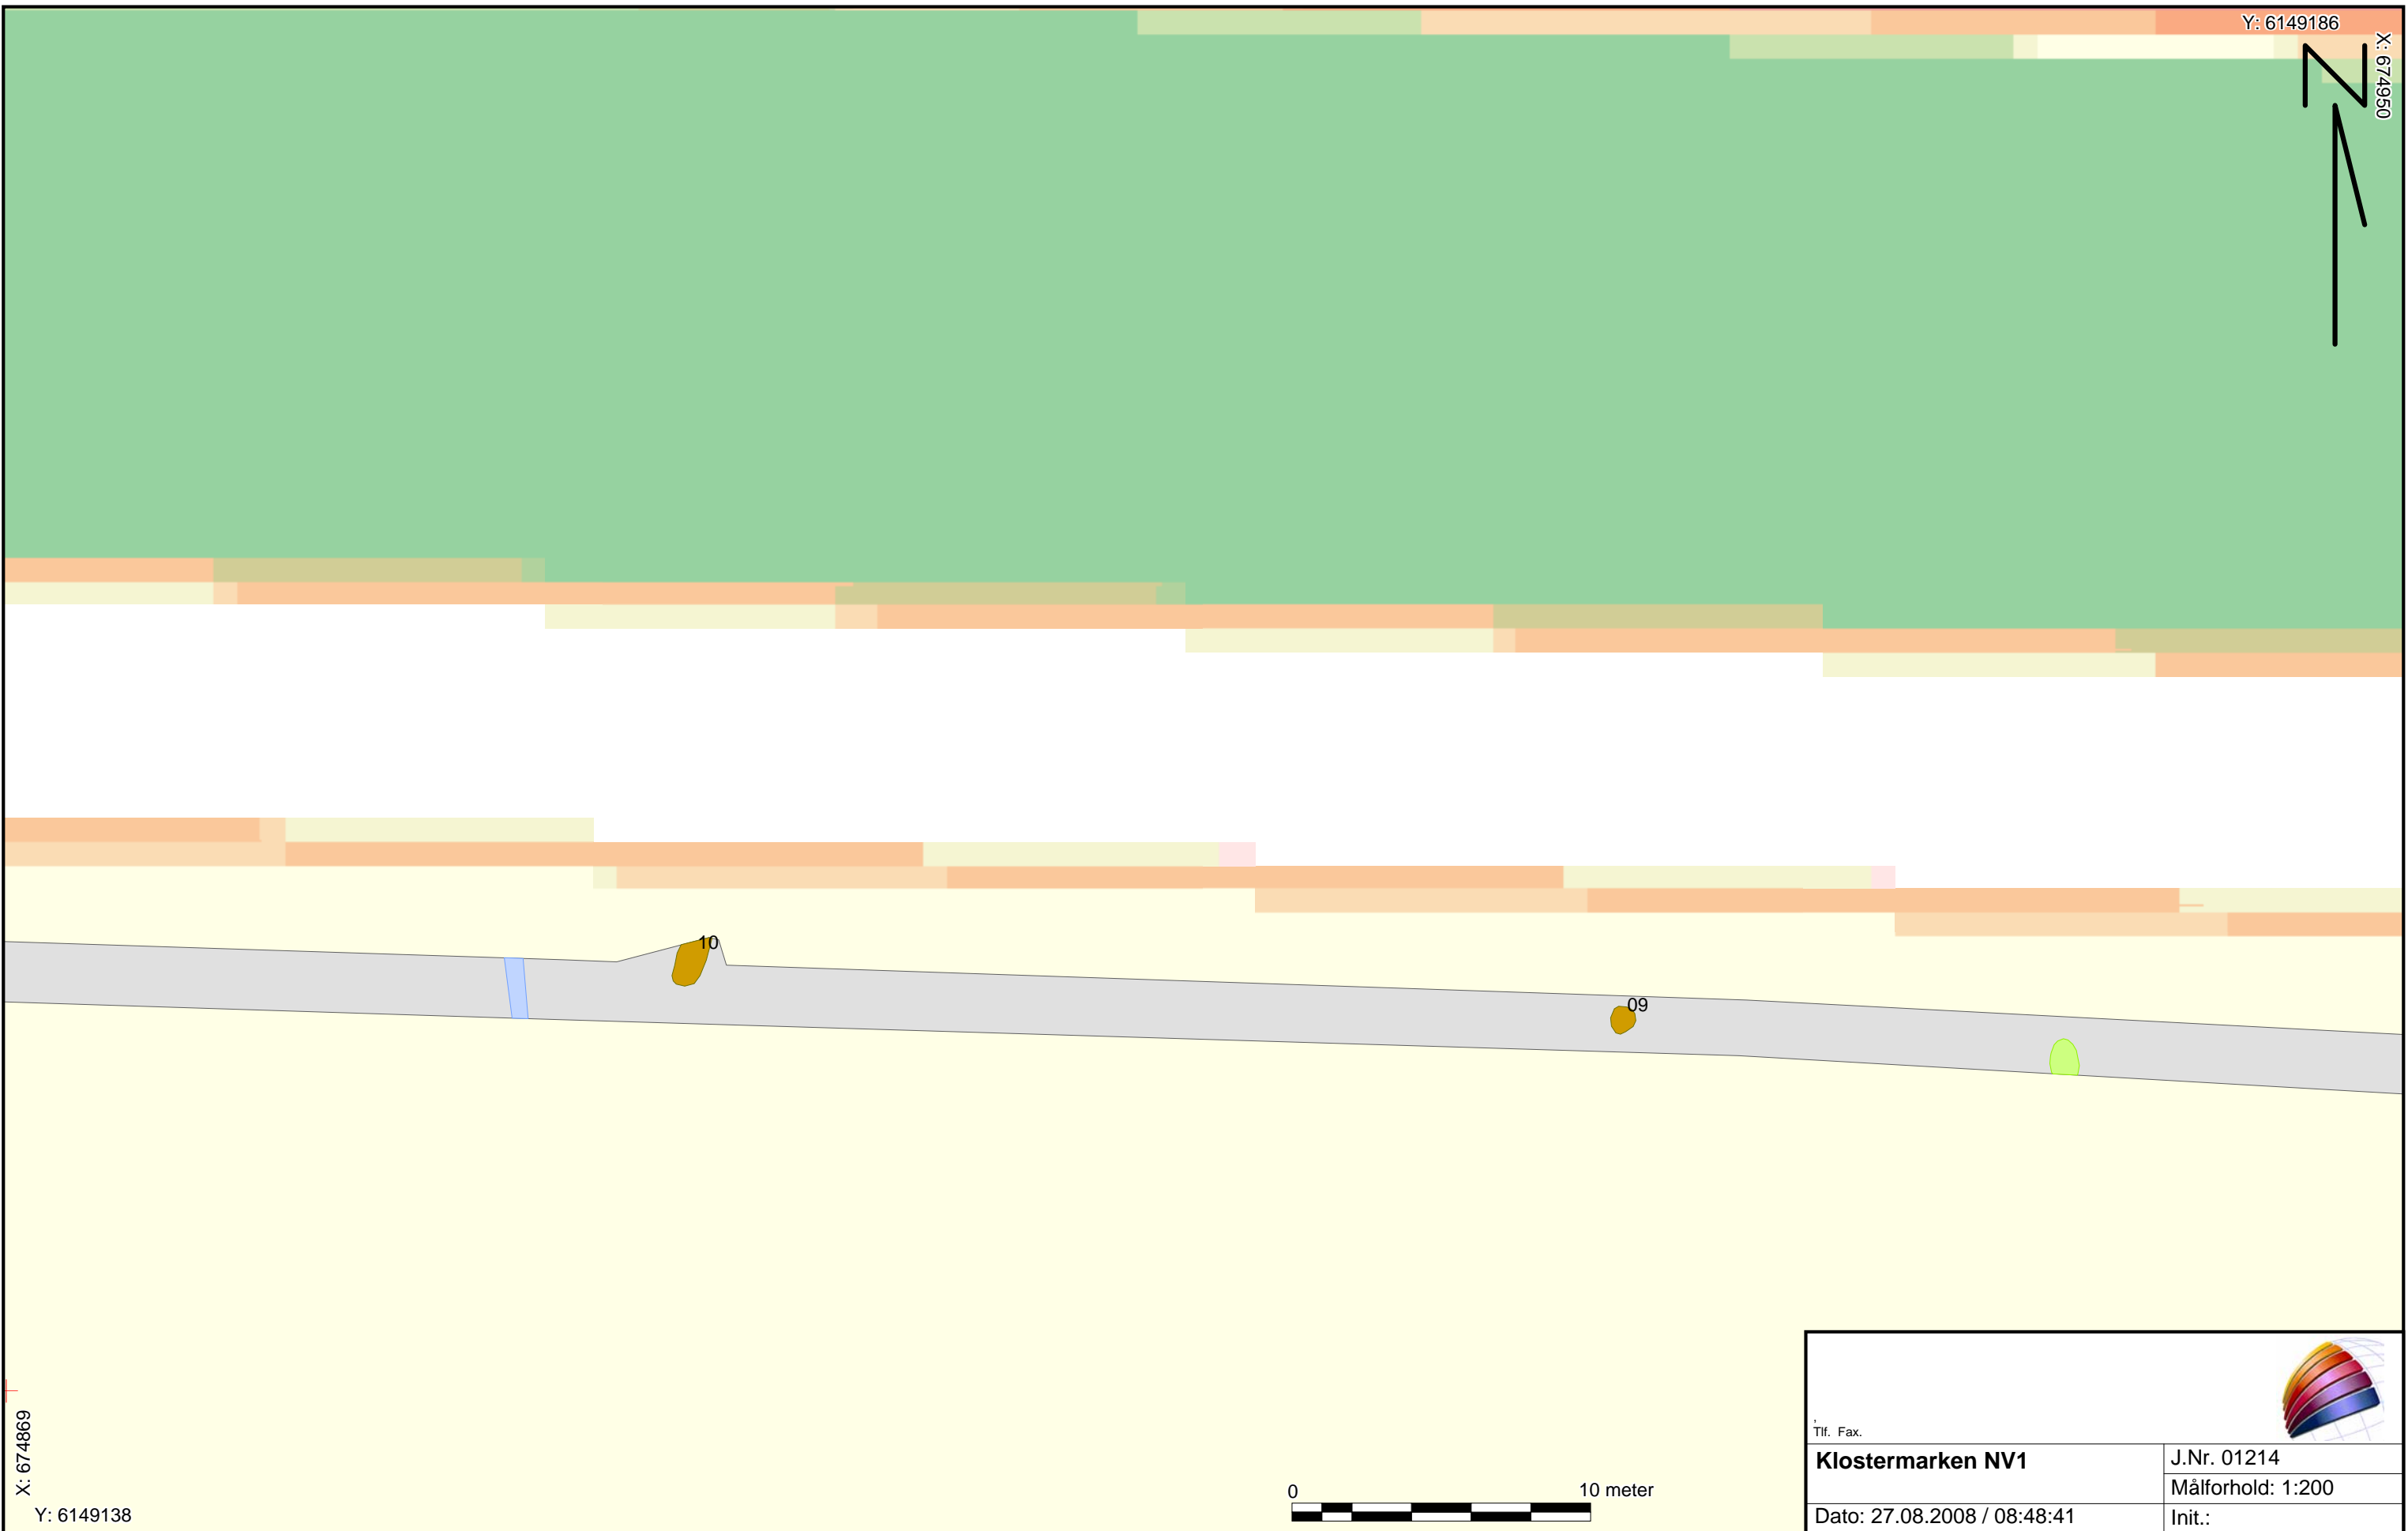 Y: 6149186
X: 674950
10
09
X: 674869
Y: 6149138
0
10 meter
,
Tlf. Fax.
Klostermarken NV1
J.Nr. 01214
Målforhold: 1:200
Dato: 27.08.2008 / 08:48:41
Init.: